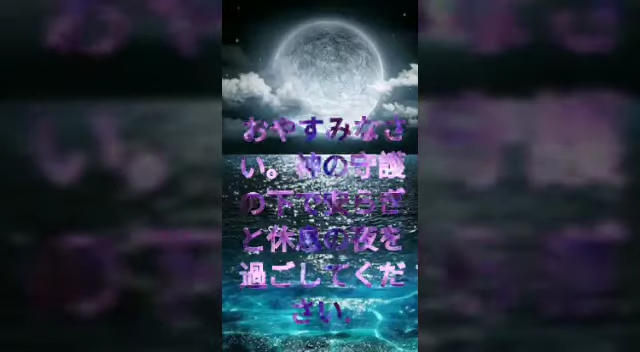 おやすみなさ
い。神の守護
の下で安らぎ
と休息の夜を
過ごしてくだ
さい。